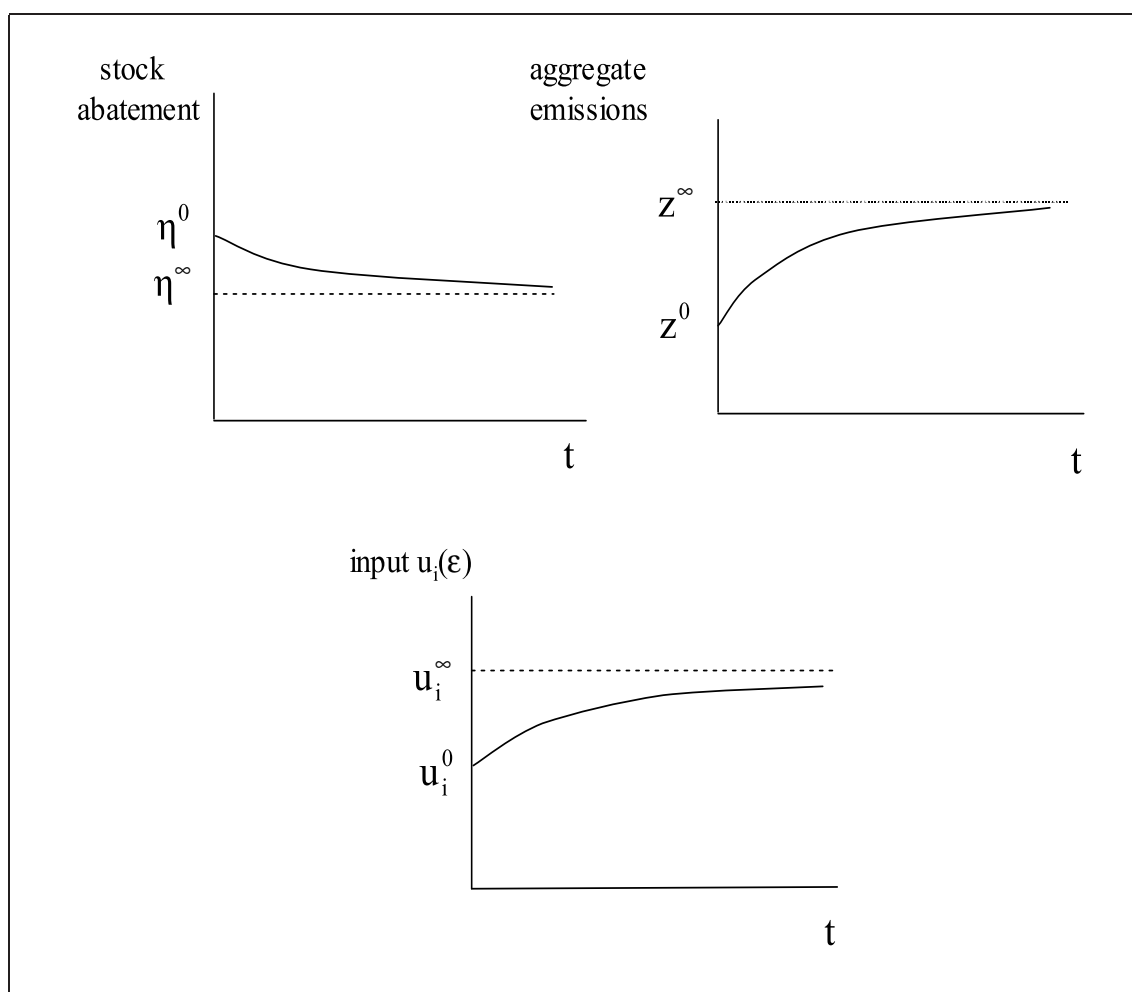 stock
abatement
η⁰
η^∞
t
aggregate
emissions
z^∞
z⁰
t
input uᵢ(ε)
uᵢ^∞
uᵢ⁰
t